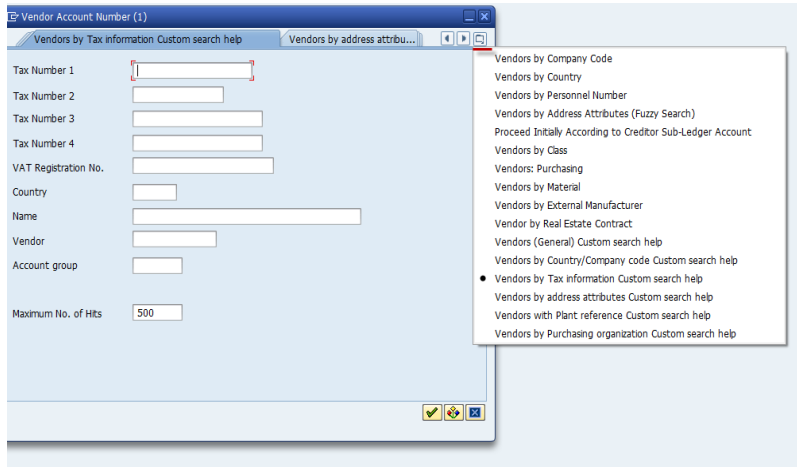 Vendor Account Number (1)
Vendors by Tax information Custom search help
Vendors by address attribu...
Tax Number 1
Tax Number 2
Tax Number 3
Tax Number 4
VAT Registration No.
Country
Name
Vendor
Account group
Maximum No. of Hits
500
Vendors by Company Code
Vendors by Country
Vendors by Personnel Number
Vendors by Address Attributes (Fuzzy Search)
Proceed Initially According to Creditor Sub-Ledger Account
Vendors by Class
Vendors: Purchasing
Vendors by Material
Vendors by External Manufacturer
Vendor by Real Estate Contract
Vendors (General) Custom search help
Vendors by Country/Company code Custom search help
Vendors by Tax information Custom search help
Vendors by address attributes Custom search help
Vendors with Plant reference Custom search help
Vendors by Purchasing organization Custom search help